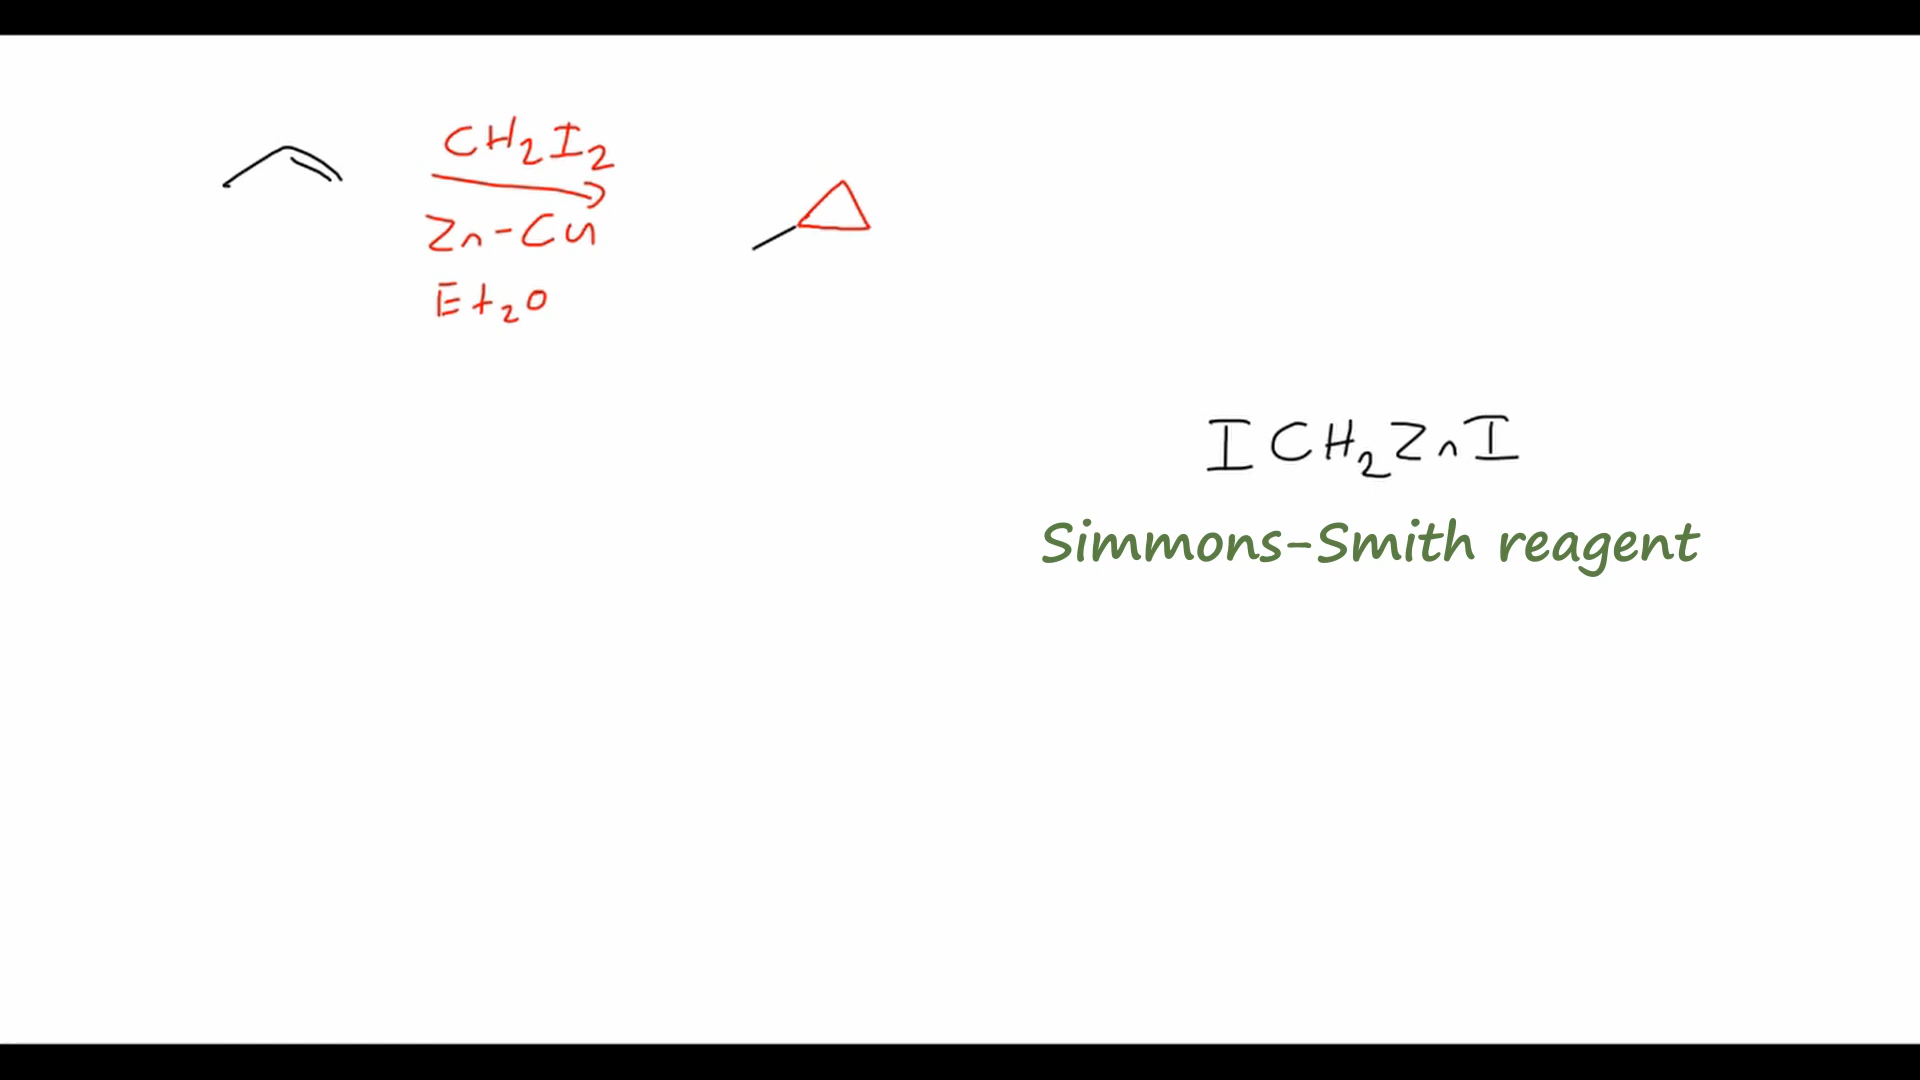 CH₂I₂
Zn-Cu
Et₂O
ICH₂ZnI
Simmons-Smith reagent